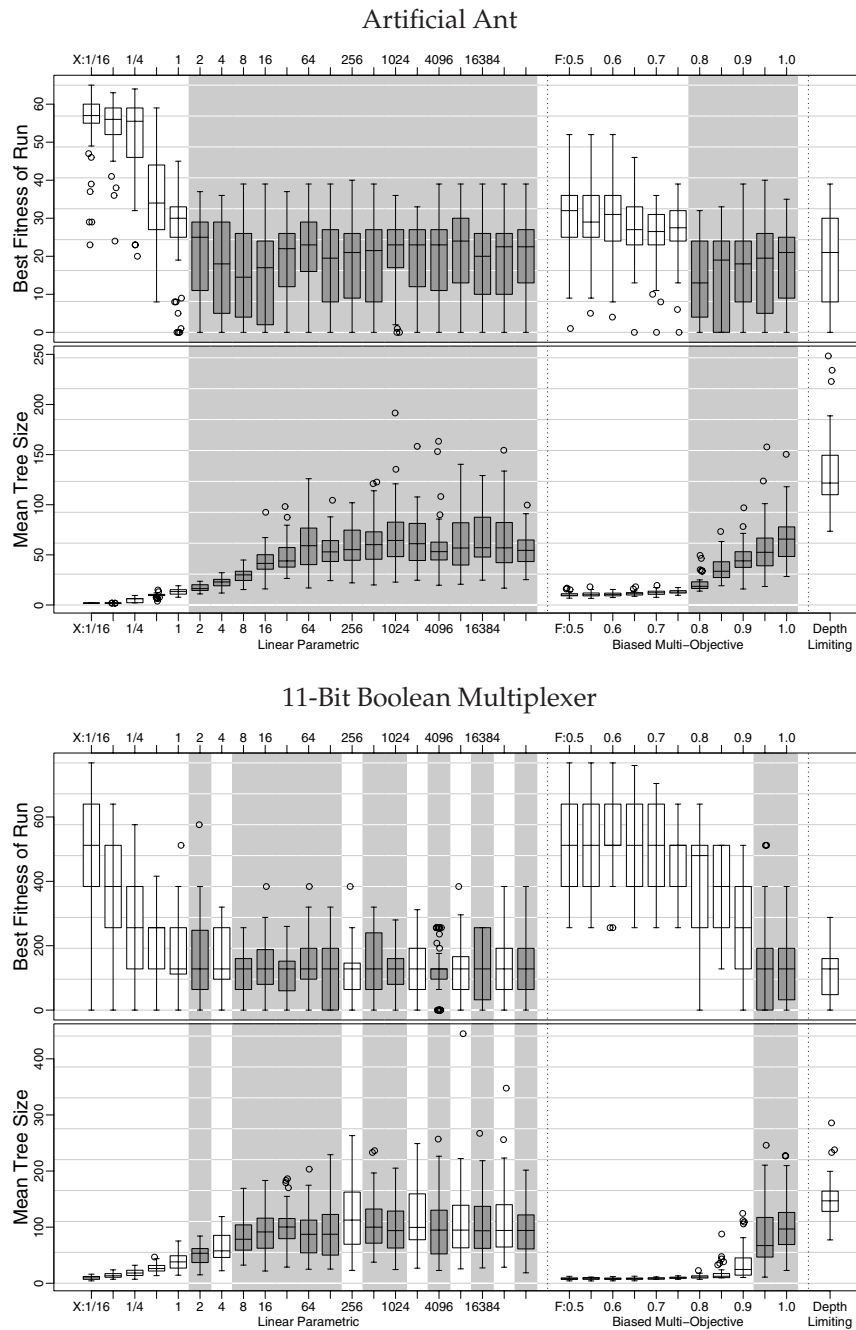 Artificial Ant
X:1/16 1/4 1 2 4 8 16 64 256 1024 4096 16384 F:0.5 0.6 0.7 0.8 0.9 1.0
Best Fitness of Run
60
50
40
30
20
10
0
Mean Tree Size
250
200
150
100
50
0
X:1/16 1/4 1 2 4 8 16 64 256 1024 4096 16384 F:0.5 0.6 0.7 0.8 0.9 1.0 Depth
Linear Parametric Biased Multi−Objective Limiting
11-Bit Boolean Multiplexer
X:1/16 1/4 1 2 4 8 16 64 256 1024 4096 16384 F:0.5 0.6 0.7 0.8 0.9 1.0
Best Fitness of Run
600
400
200
0
Mean Tree Size
400
300
200
100
0
X:1/16 1/4 1 2 4 8 16 64 256 1024 4096 16384 F:0.5 0.6 0.7 0.8 0.9 1.0 Depth
Linear Parametric Biased Multi−Objective Limiting